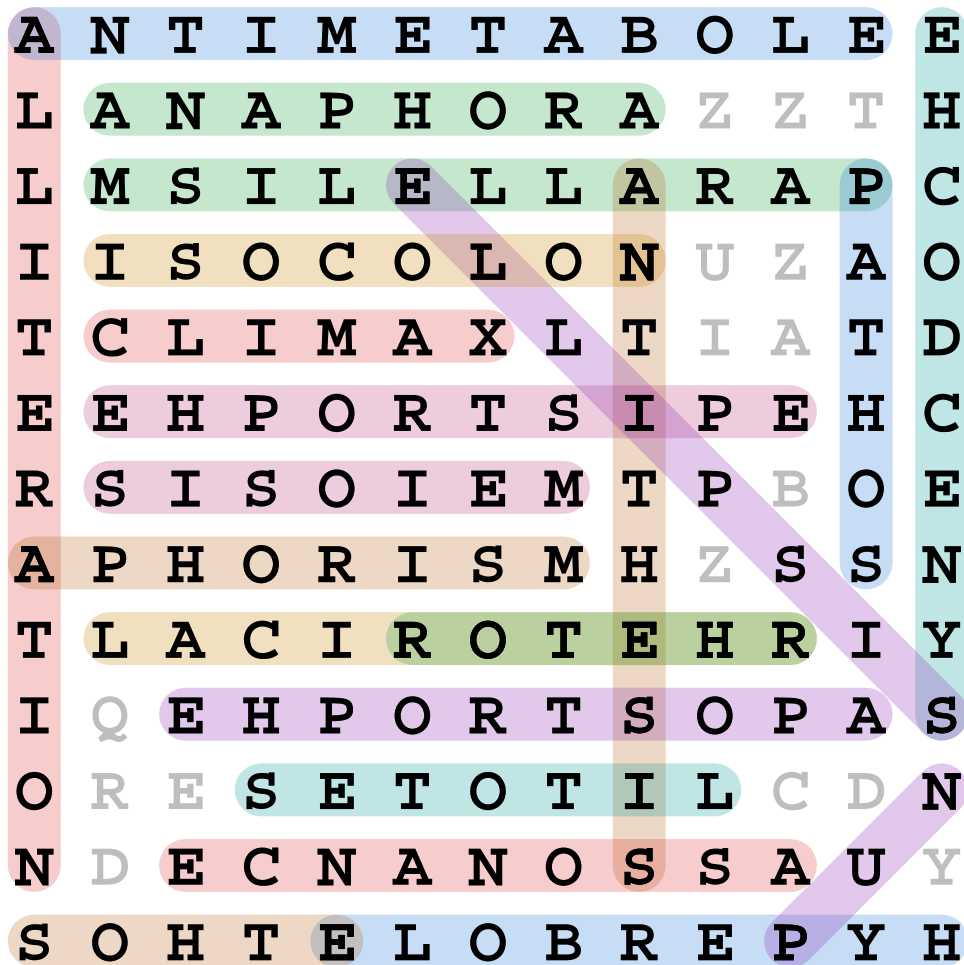 A N T I M E T A B O L E E
L A N A P H O R A Z Z T H
L M S I L E L L A R A P C
I I S O C O L O N U Z A O
T C L I M A X L T I A T D
E E H P O R T S I P E H C
R S I S O I E M T P B O E
A P H O R I S M H Z S S N
T L A C I R O T E H R I Y
I Q E H P O R T S O P A S
O R E S E T O T I L C D N
N D E C N A N O S S A U Y
S O H T E L O B R E P Y H